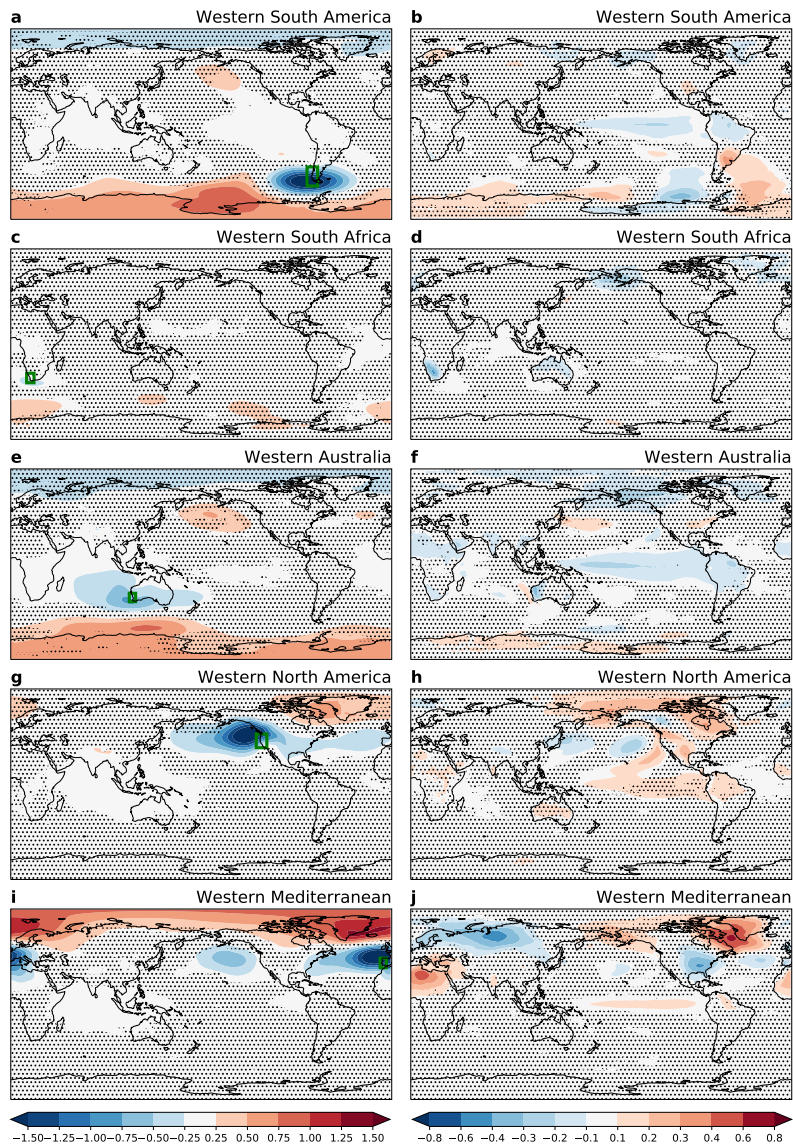 a Western South America
b Western South America
c Western South Africa
d Western South Africa
e Western Australia
f Western Australia
g Western North America
h Western North America
i Western Mediterranean
j Western Mediterranean
−1.50 −1.25 −1.00 −0.75 −0.50 −0.25 0.25 0.50 0.75 1.00 1.25 1.50
−0.8 −0.6 −0.4 −0.3 −0.2 −0.1 0.1 0.2 0.3 0.4 0.6 0.8